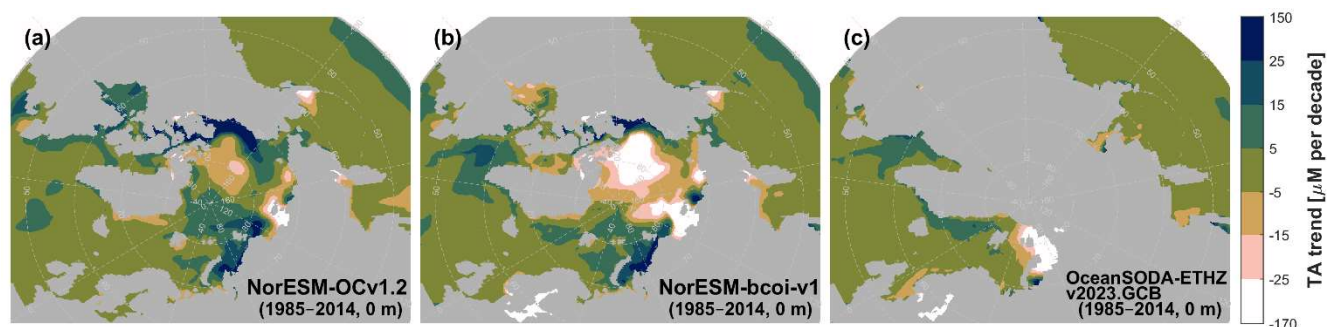 (a)
NorESM-OCv1.2
(1985–2014, 0 m)
(b)
NorESM-bcoi-v1
(1985–2014, 0 m)
(c)
OceanSODA-ETHZ
v2023.GCB
(1985–2014, 0 m)
150
25
15
5
-5
-15
-25
-170
TA trend [μM per decade]